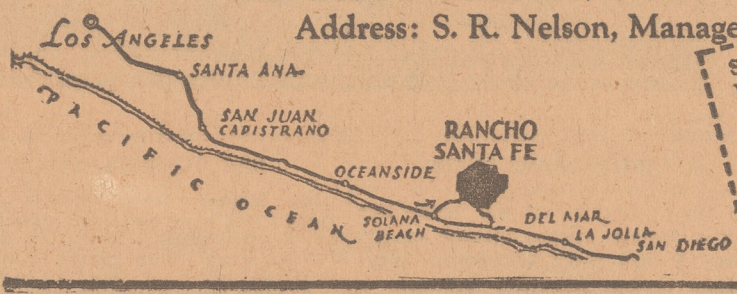 Address: S. R. Nelson, Manage
LOS ANGELES
SANTA ANA
SAN JUAN
CAPISTRANO
PACIFIC OCEAN
RANCHO
SANTA FE
OCEANSIDE
SOLANA
BEACH
DEL MAR
LA JOLLA
SAN DIEGO